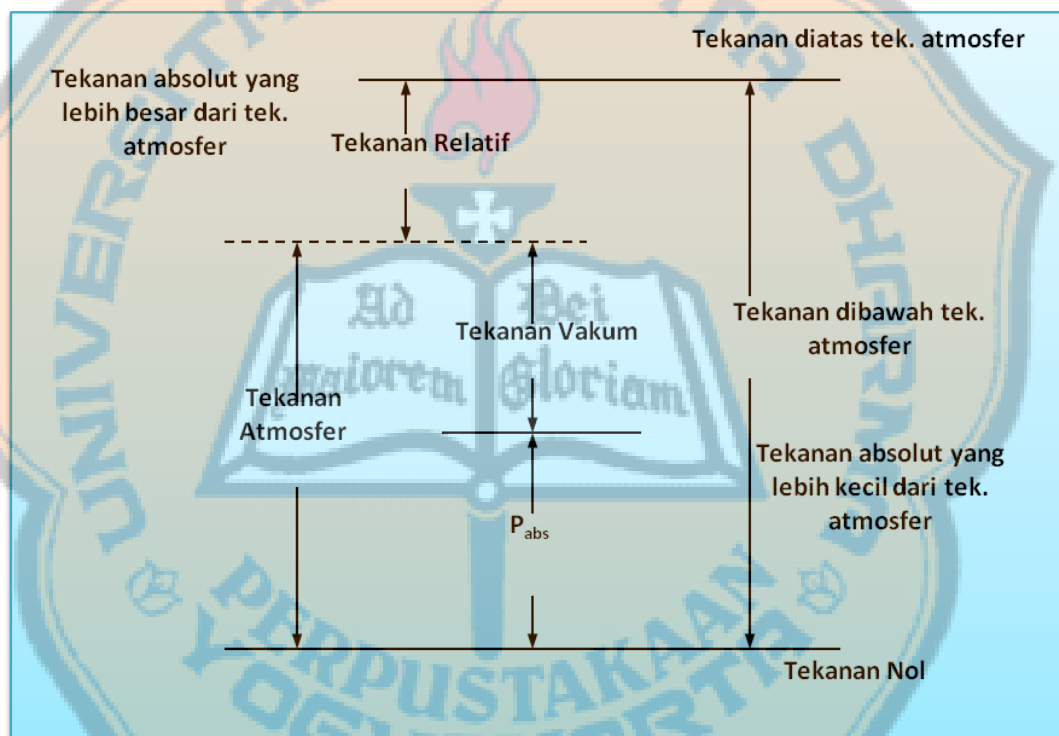 Tekanan diatas tek. atmosfer
Tekanan absolut yang
lebih besar dari tek.
atmosfer
Tekanan Relatif
Tekanan Vakum
Tekanan dibawah tek.
atmosfer
Tekanan
Atmosfer
Tekanan absolut yang
lebih kecil dari tek.
atmosfer
Pabs
Tekanan Nol
Ad
maiorem
Dei
Gloriam
UNIVERSITA
DHARMA
PERPUSTAKAAN